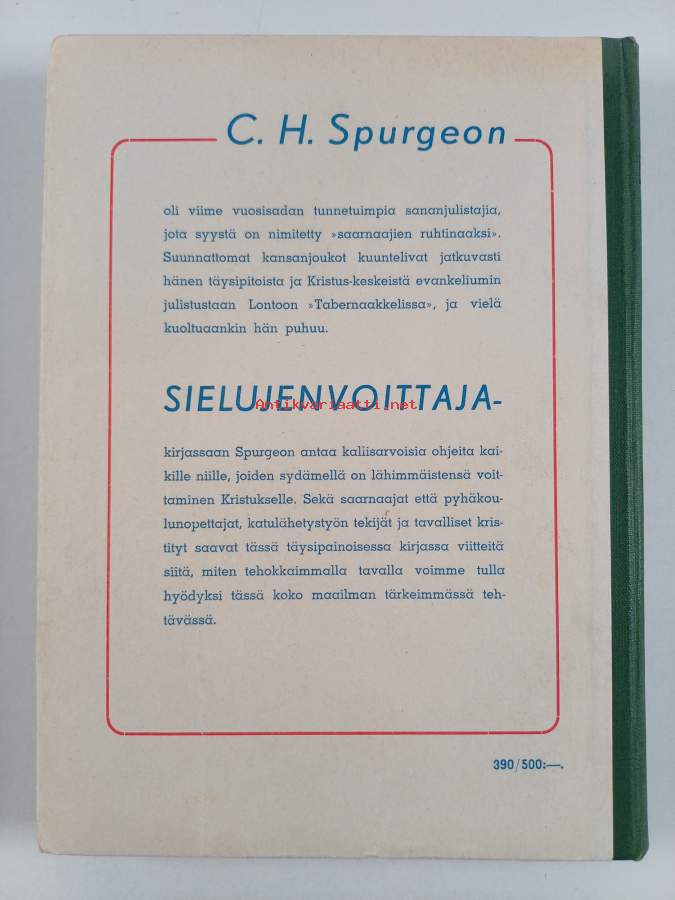 C. H. Spurgeon
oli viime vuosisadan tunnetuimpia sananjulistajia,
jota syystä on nimitetty »saarnaajien ruhtinaaksi».
Suunnattomat kansanjoukot kuuntelivat jatkuvasti
hänen täysipitoista ja Kristus-keskeistä evankeliumin
julistustaan Lontoon »Tabernaakkelissa», ja vielä
kuoltuaankin hän puhuu.
SIELUJENVOITTAJA-
Antikvariaatti.net
kirjassaan Spurgeon antaa kallisarvoisia ohjeita kai-
kille niille, joiden sydämellä on lähimmäistensä voit-
taminen Kristukselle. Sekä saarnaajat että pyhäkou-
lunopettajat, katulähetystyön tekijät ja tavalliset kris-
tityt saavat tässä täysipainoisessa kirjassa viitteitä
siitä, miten tehokkaimmalla tavalla voimme tulla
hyödyksi tässä koko maailman tärkeimmässä teh-
tävässä.
390/500:—.